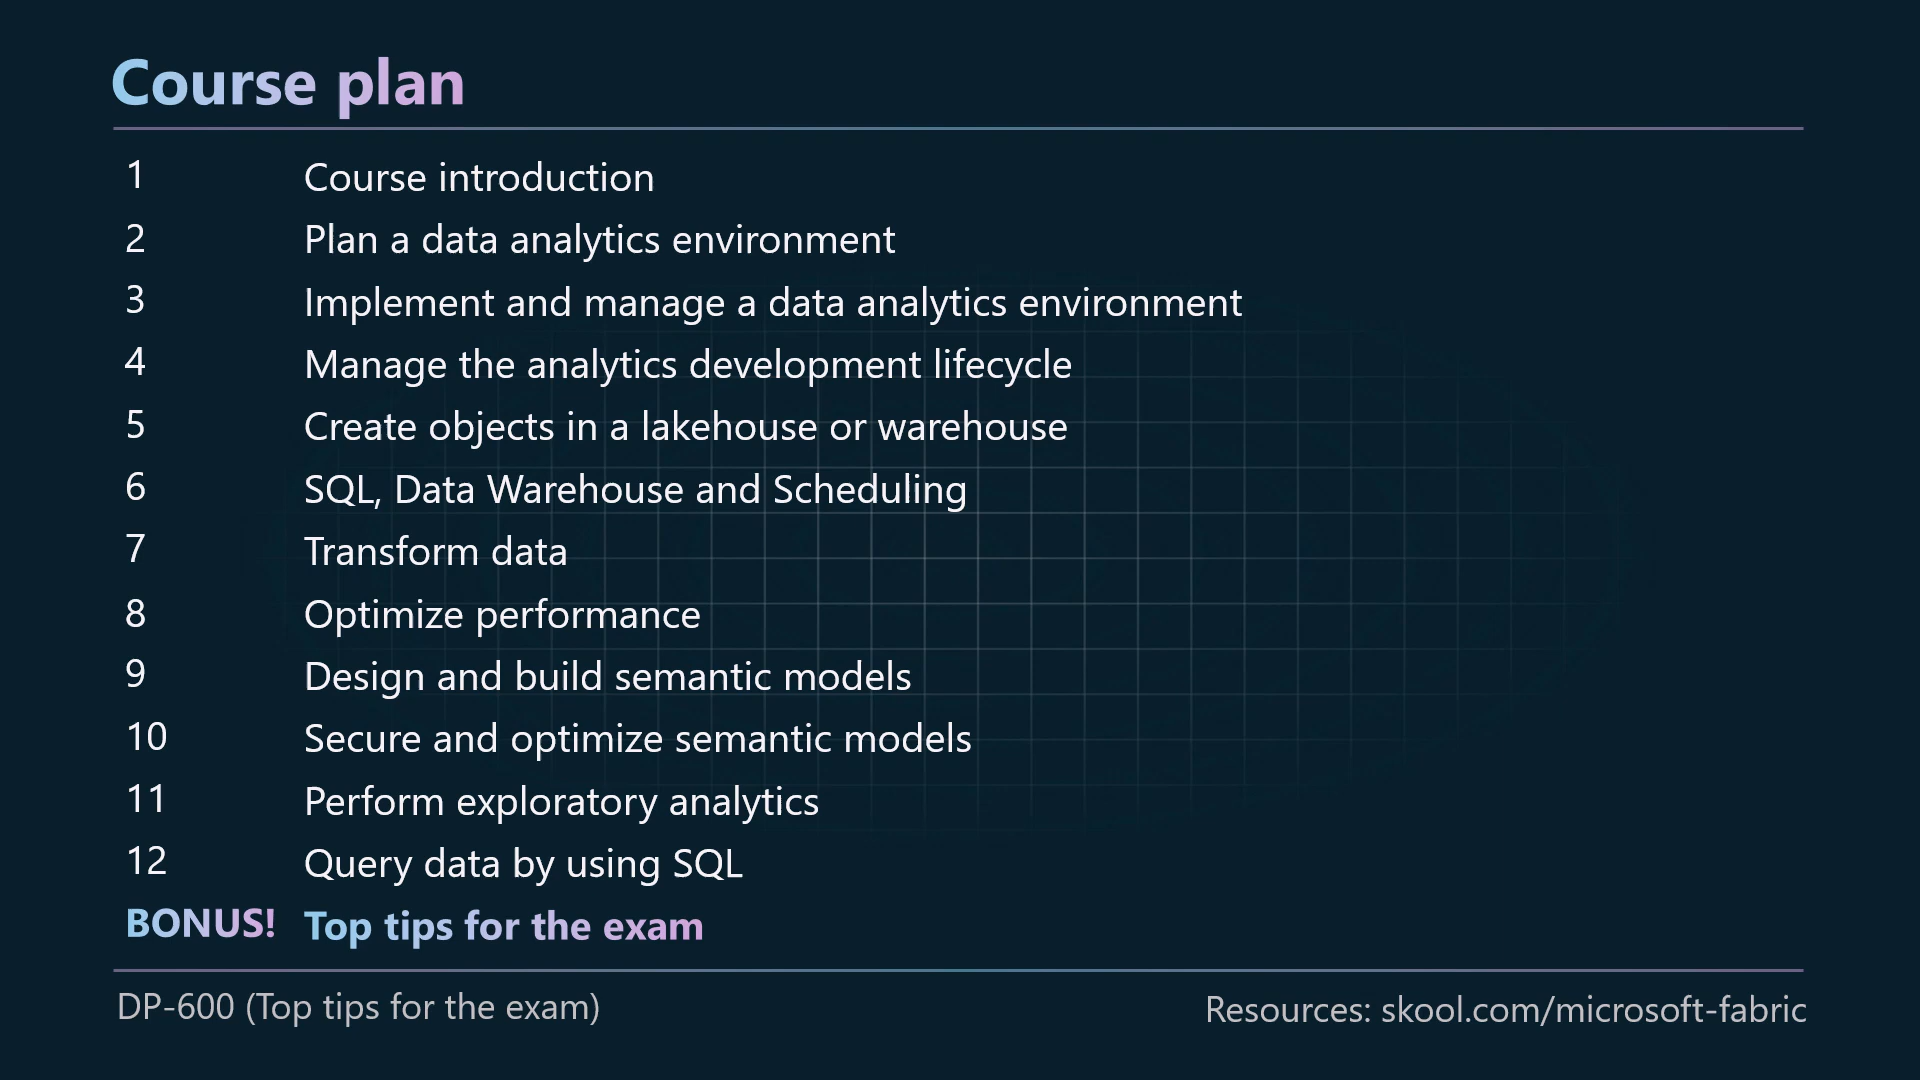 Course plan
1 Course introduction
2 Plan a data analytics environment
3 Implement and manage a data analytics environment
4 Manage the analytics development lifecycle
5 Create objects in a lakehouse or warehouse
6 SQL, Data Warehouse and Scheduling
7 Transform data
8 Optimize performance
9 Design and build semantic models
10 Secure and optimize semantic models
11 Perform exploratory analytics
12 Query data by using SQL
BONUS! Top tips for the exam
DP-600 (Top tips for the exam)
Resources: skool.com/microsoft-fabric